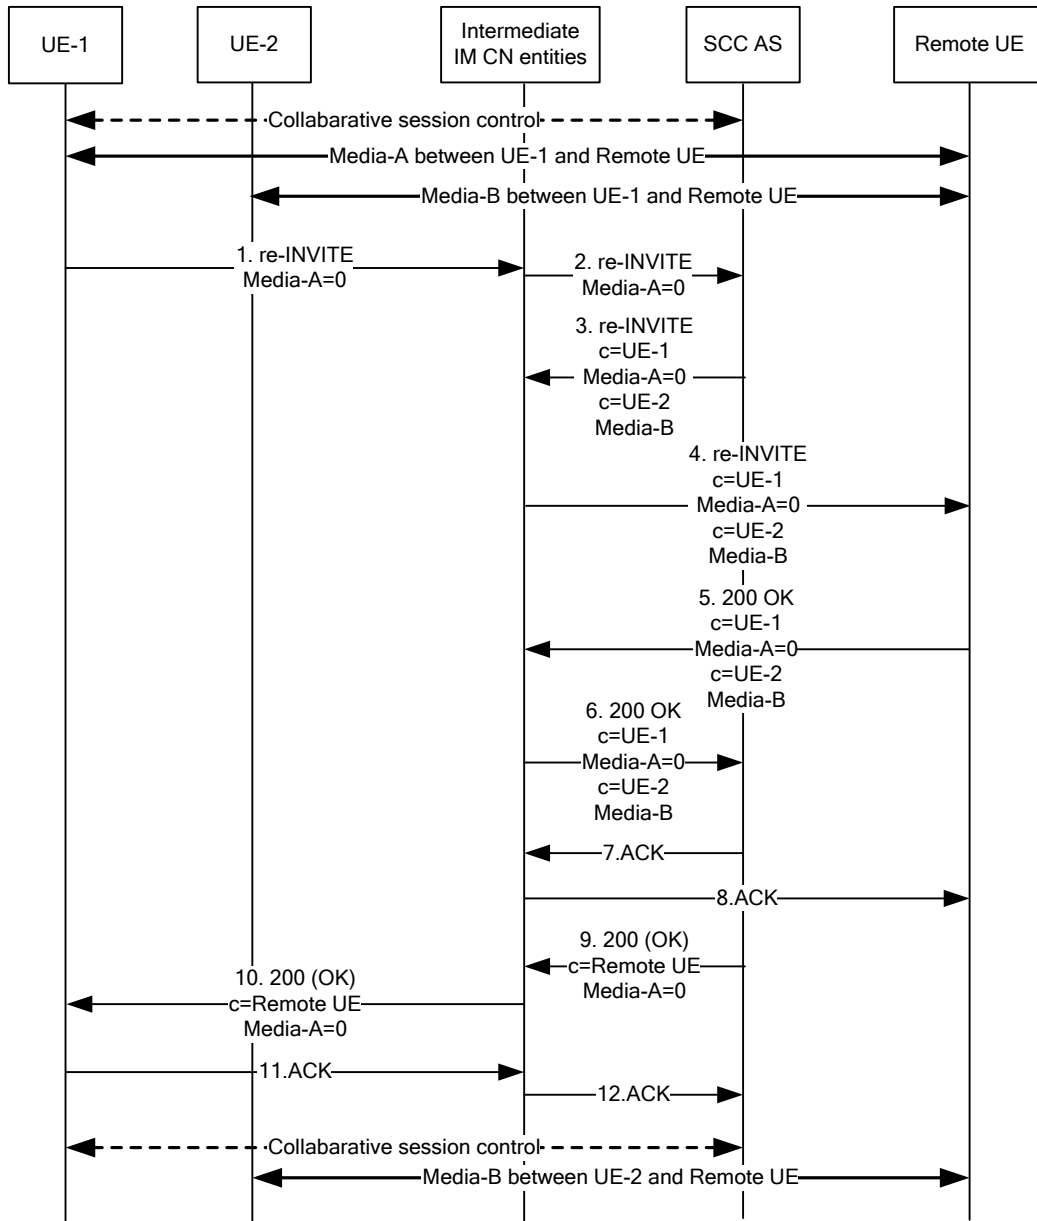 UE-1
UE-2
Intermediate
IM CN entities
SCC AS
Remote UE
Collabarative session control
Media-A between UE-1 and Remote UE
Media-B between UE-1 and Remote UE
1. re-INVITE
Media-A=0
2. re-INVITE
Media-A=0
3. re-INVITE
c=UE-1
Media-A=0
c=UE-2
Media-B
4. re-INVITE
c=UE-1
Media-A=0
c=UE-2
Media-B
5. 200 OK
c=UE-1
Media-A=0
c=UE-2
Media-B
6. 200 OK
c=UE-1
Media-A=0
c=UE-2
Media-B
7.ACK
8.ACK
9. 200 (OK)
c=Remote UE
Media-A=0
10. 200 (OK)
c=Remote UE
Media-A=0
11.ACK
12.ACK
Collabarative session control
Media-B between UE-2 and Remote UE